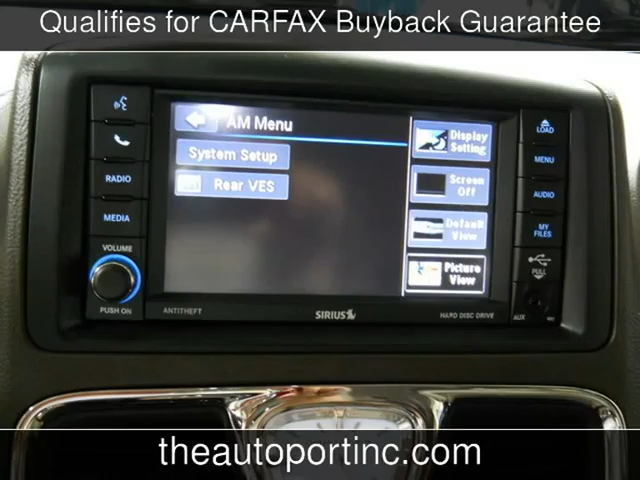 Qualifies for CARFAX Buyback Guarantee
AM Menu
System Setup
Rear VES
Display Setting
Screen Off
Default View
Picture View
RADIO
MEDIA
VOLUME
PUSH ON
LOAD
MENU
AUDIO
MY FILES
PULL
AUX
ANTITHEFT
SIRIUS
HARD DISC DRIVE
theautoportinc.com